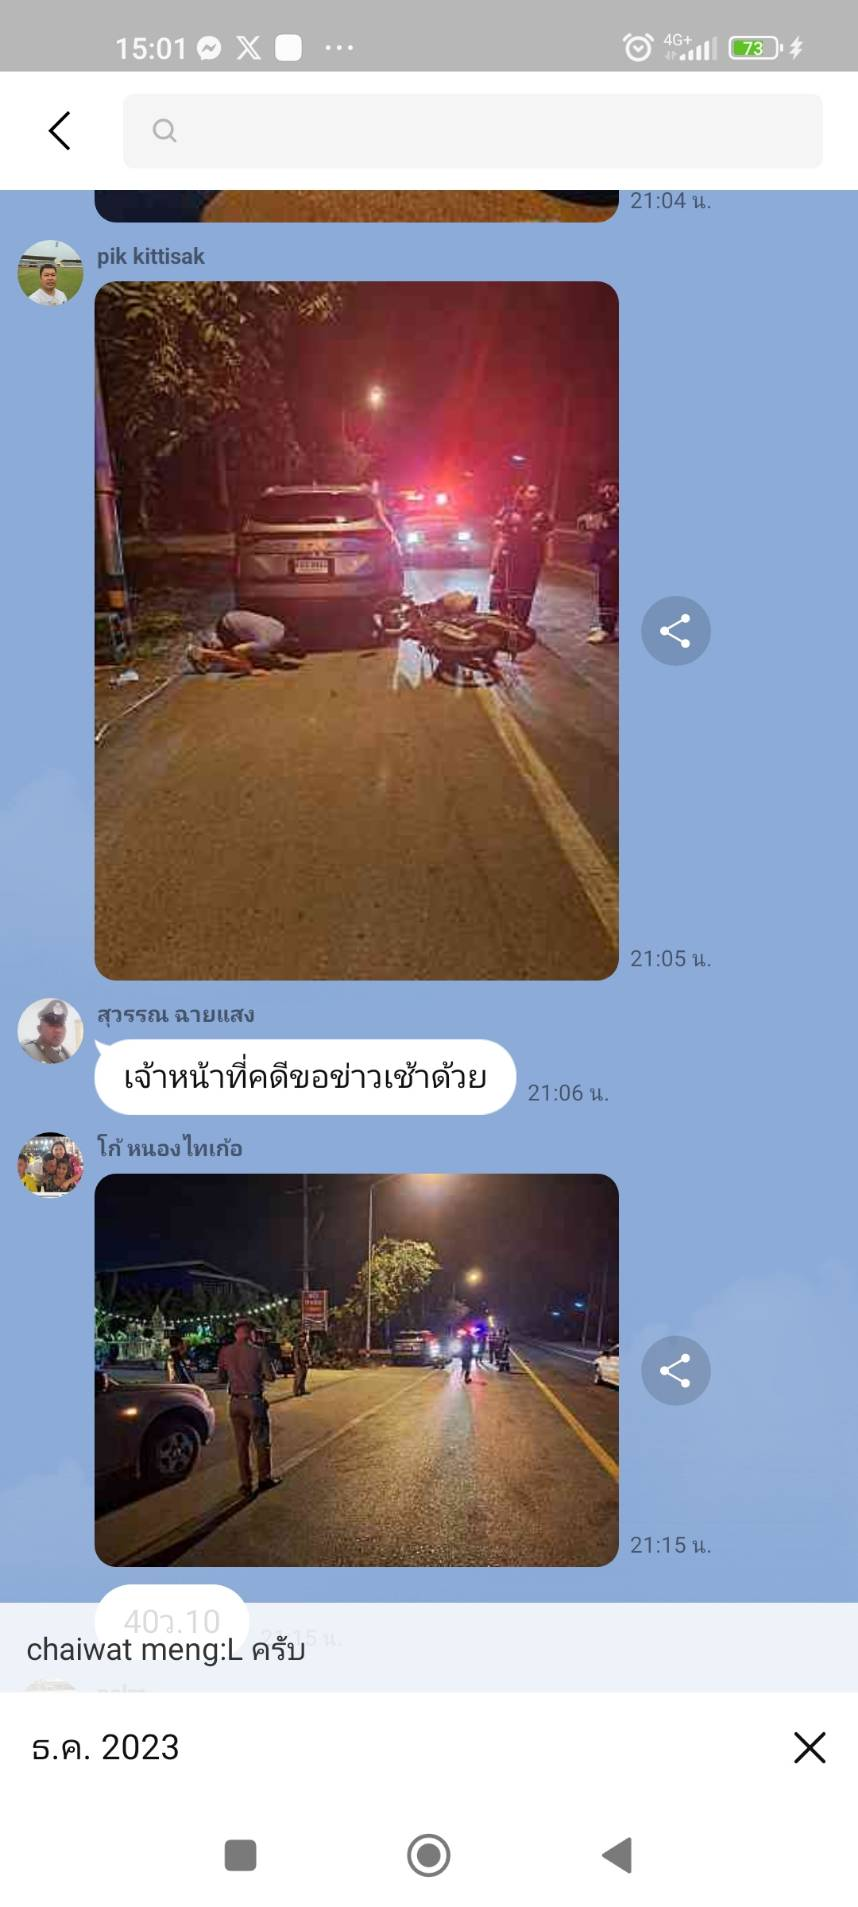 15:01
4G+
73
21:04 น.
pik kittisak
21:05 น.
สุวรรณ ฉายแสง
เจ้าหน้าที่คดีขอข่าวเช้าด้วย
21:06 น.
โก้ หนองไทเก้อ
21:15 น.
40ว.10
21:15 น.
chaiwat meng:L ครับ
ธ.ค. 2023